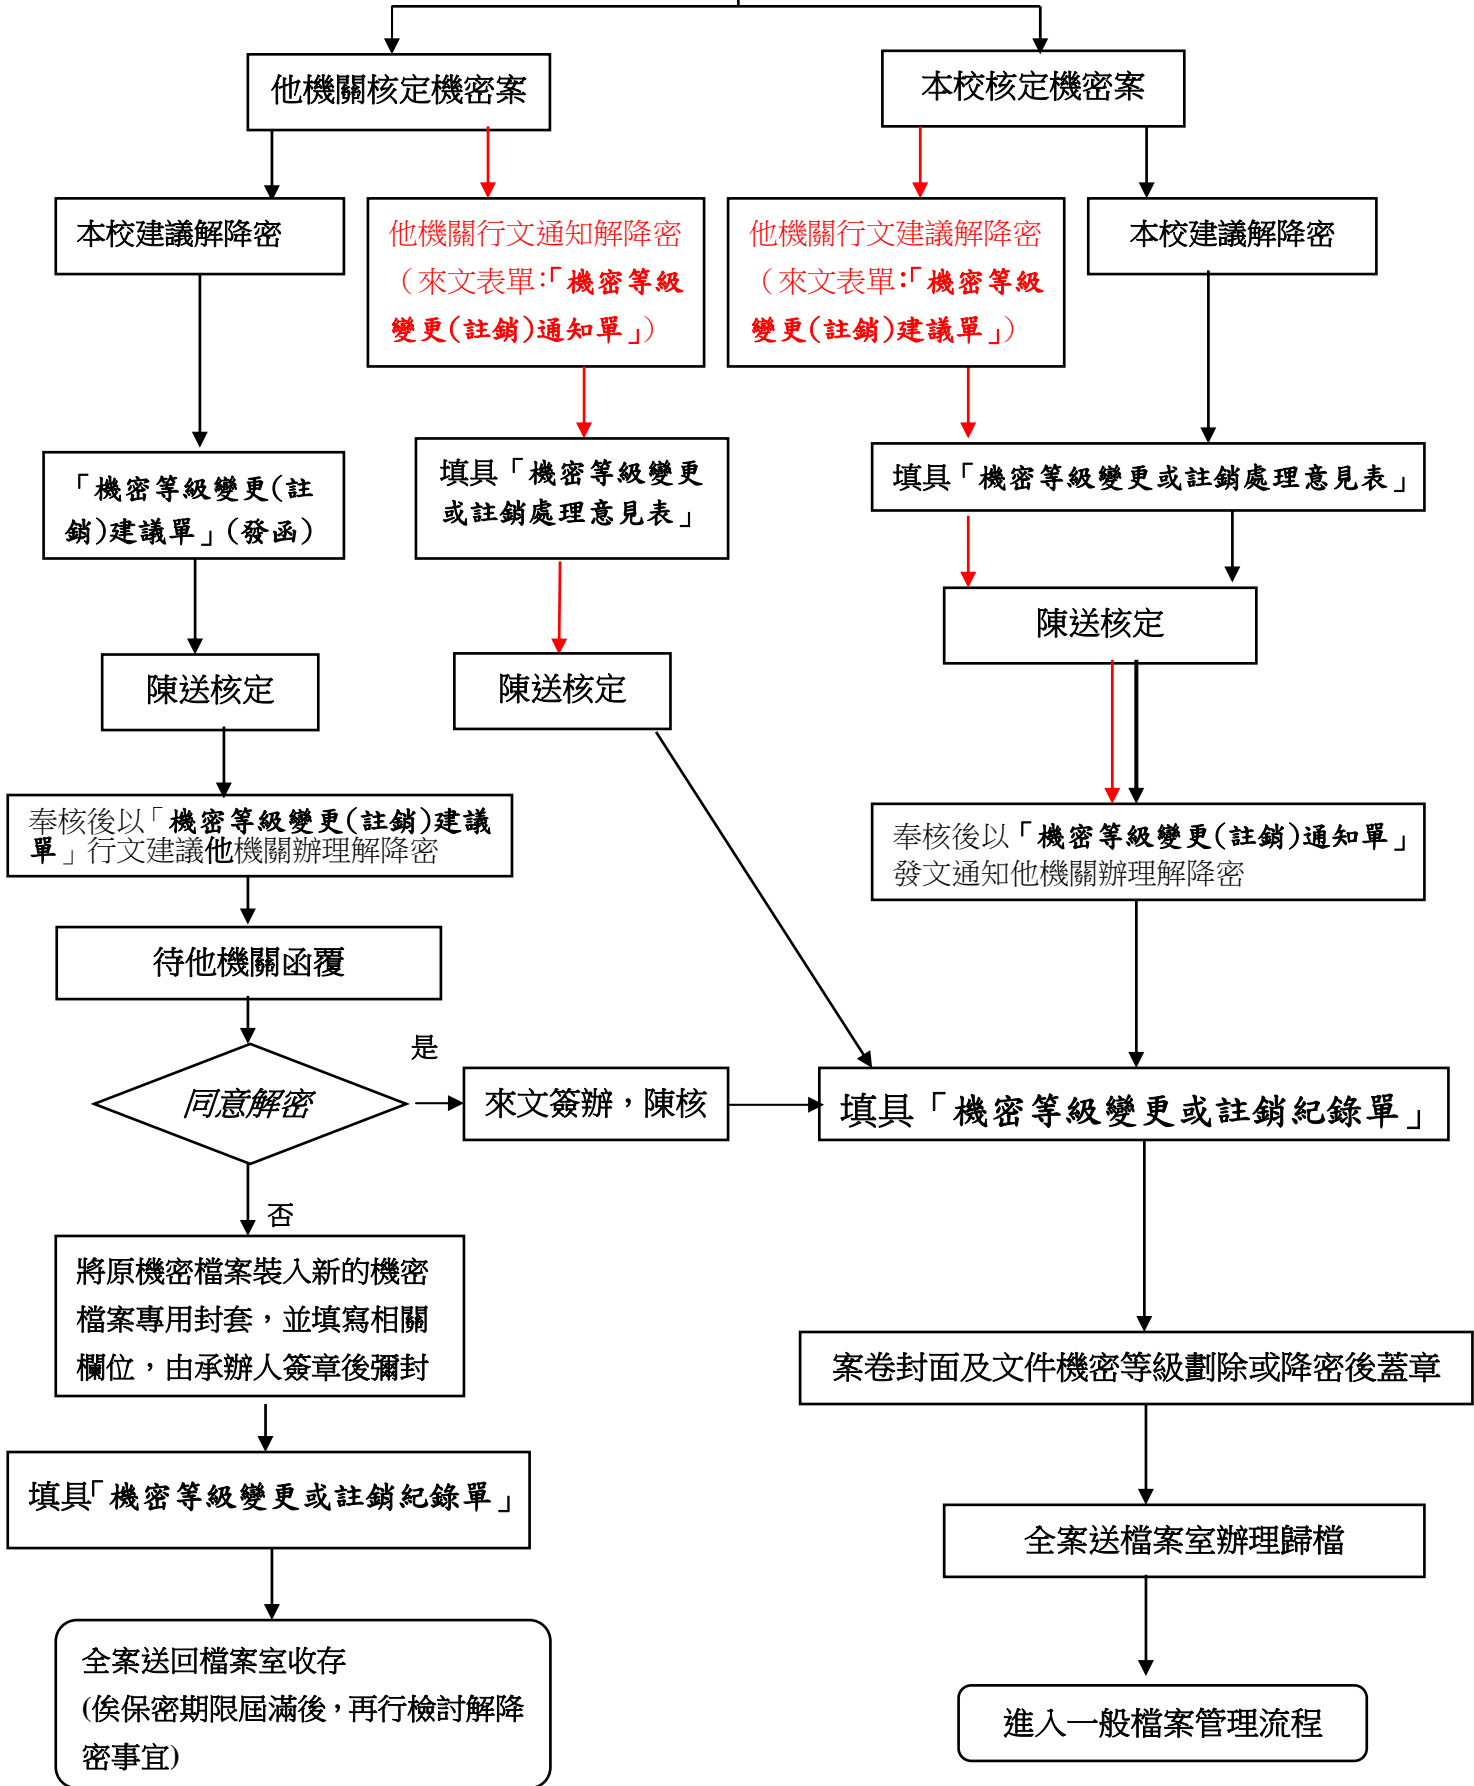 他機關核定機密案
本校核定機密案
本校建議解降密
他機關行文通知解降密
（來文表單:「機密等級
變更(註銷)通知單」）
他機關行文建議解降密
（來文表單:「機密等級
變更(註銷)建議單」）
本校建議解降密
「機密等級變更(註
銷)建議單」(發函)
填具「機密等級變更
或註銷處理意見表」
填具「機密等級變更或註銷處理意見表」
陳送核定
陳送核定
陳送核定
奉核後以「機密等級變更(註銷)建議
單」行文建議他機關辦理解降密
奉核後以「機密等級變更(註銷)通知單」
發文通知他機關辦理解降密
待他機關函覆
同意解密
是
來文簽辦，陳核
填具「機密等級變更或註銷紀錄單」
否
將原機密檔案裝入新的機密
檔案專用封套，並填寫相關
欄位，由承辦人簽章後彌封
案卷封面及文件機密等級劃除或降密後蓋章
填具「機密等級變更或註銷紀錄單」
全案送檔案室辦理歸檔
全案送回檔案室收存
(俟保密期限屆滿後，再行檢討解降
密事宜)
進入一般檔案管理流程